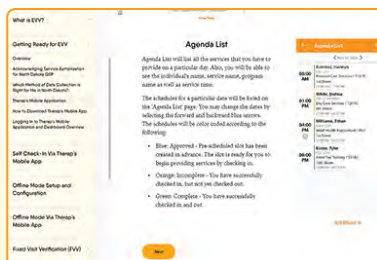 What is EVV?
Getting Ready for EVV
Overview
Acknowledging Service Authorization for North Dakota QSP
Which Method of Data Collection is Right for Me in North Dakota?
Therap's Mobile Application
How to Download Therap's Mobile App
Logging In to Therap's Mobile Application and Dashboard Overview
Self Check-In Via Therap's Mobile App
Offline Mode Setup and Configuration
Offline Mode Via Therap's Mobile App
Fixed Visit Verification (FVV)
Agenda List
Agenda List will list all the services that you have to
provide on a particular day. Also, you will be able to
see the individual's name, service name, program
name as well as service time.
The schedules for a particular date will be listed on
the 'Agenda List' page. You may change the dates by
selecting the forward and backward blue arrows.
The schedules will be color coded according to the
following:
• Blue: Approved - Pre-scheduled slot has been
created in advance. The slot is ready for you to
begin providing services by checking in.
• Orange: Incomplete - You have successfully
checked in, but not yet checked out.
• Green: Complete - You have successfully
checked in and out.
Next
Agenda List
08:00 AM
01:00 PM
04:00 PM